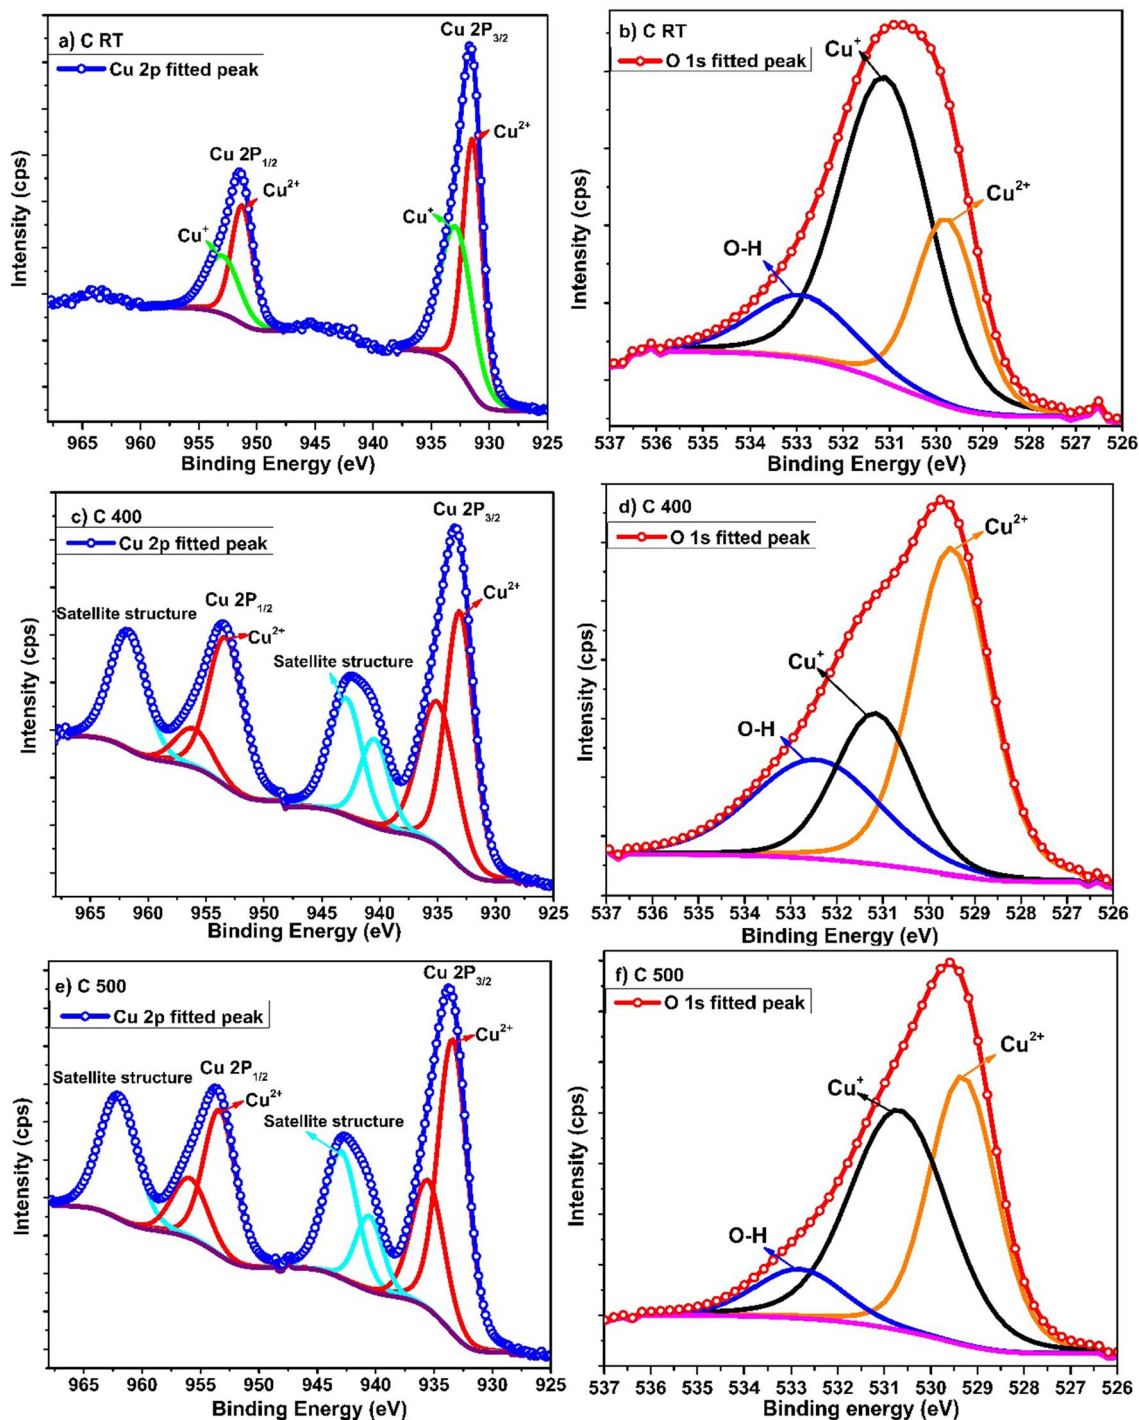 a) C RT
Cu 2p fitted peak
Cu 2P3/2
Cu2+
Cu+
Cu 2P1/2
Cu2+
Cu+
Intensity (cps)
965 960 955 950 945 940 935 930 925
Binding Energy (eV)
b) C RT
O 1s fitted peak
Cu+
Cu2+
O-H
Intensity (cps)
537 536 535 534 533 532 531 530 529 528 527 526
Binding Energy (eV)
c) C 400
Cu 2p fitted peak
Cu 2P3/2
Cu2+
Satellite structure
Cu 2P1/2
Cu2+
Satellite structure
Intensity (cps)
965 960 955 950 945 940 935 930 925
Binding Energy (eV)
d) C 400
O 1s fitted peak
Cu2+
Cu+
O-H
Intensity (cps)
537 536 535 534 533 532 531 530 529 528 527 526
Binding Energy (eV)
e) C 500
Cu 2p fitted peak
Cu 2P3/2
Cu2+
Satellite structure
Cu 2P1/2
Cu2+
Satellite structure
Intensity (cps)
965 960 955 950 945 940 935 930 925
Binding Energy (eV)
f) C 500
O 1s fitted peak
Cu2+
Cu+
O-H
Intensity (cps)
537 536 535 534 533 532 531 530 529 528 527 526
Binding energy (eV)